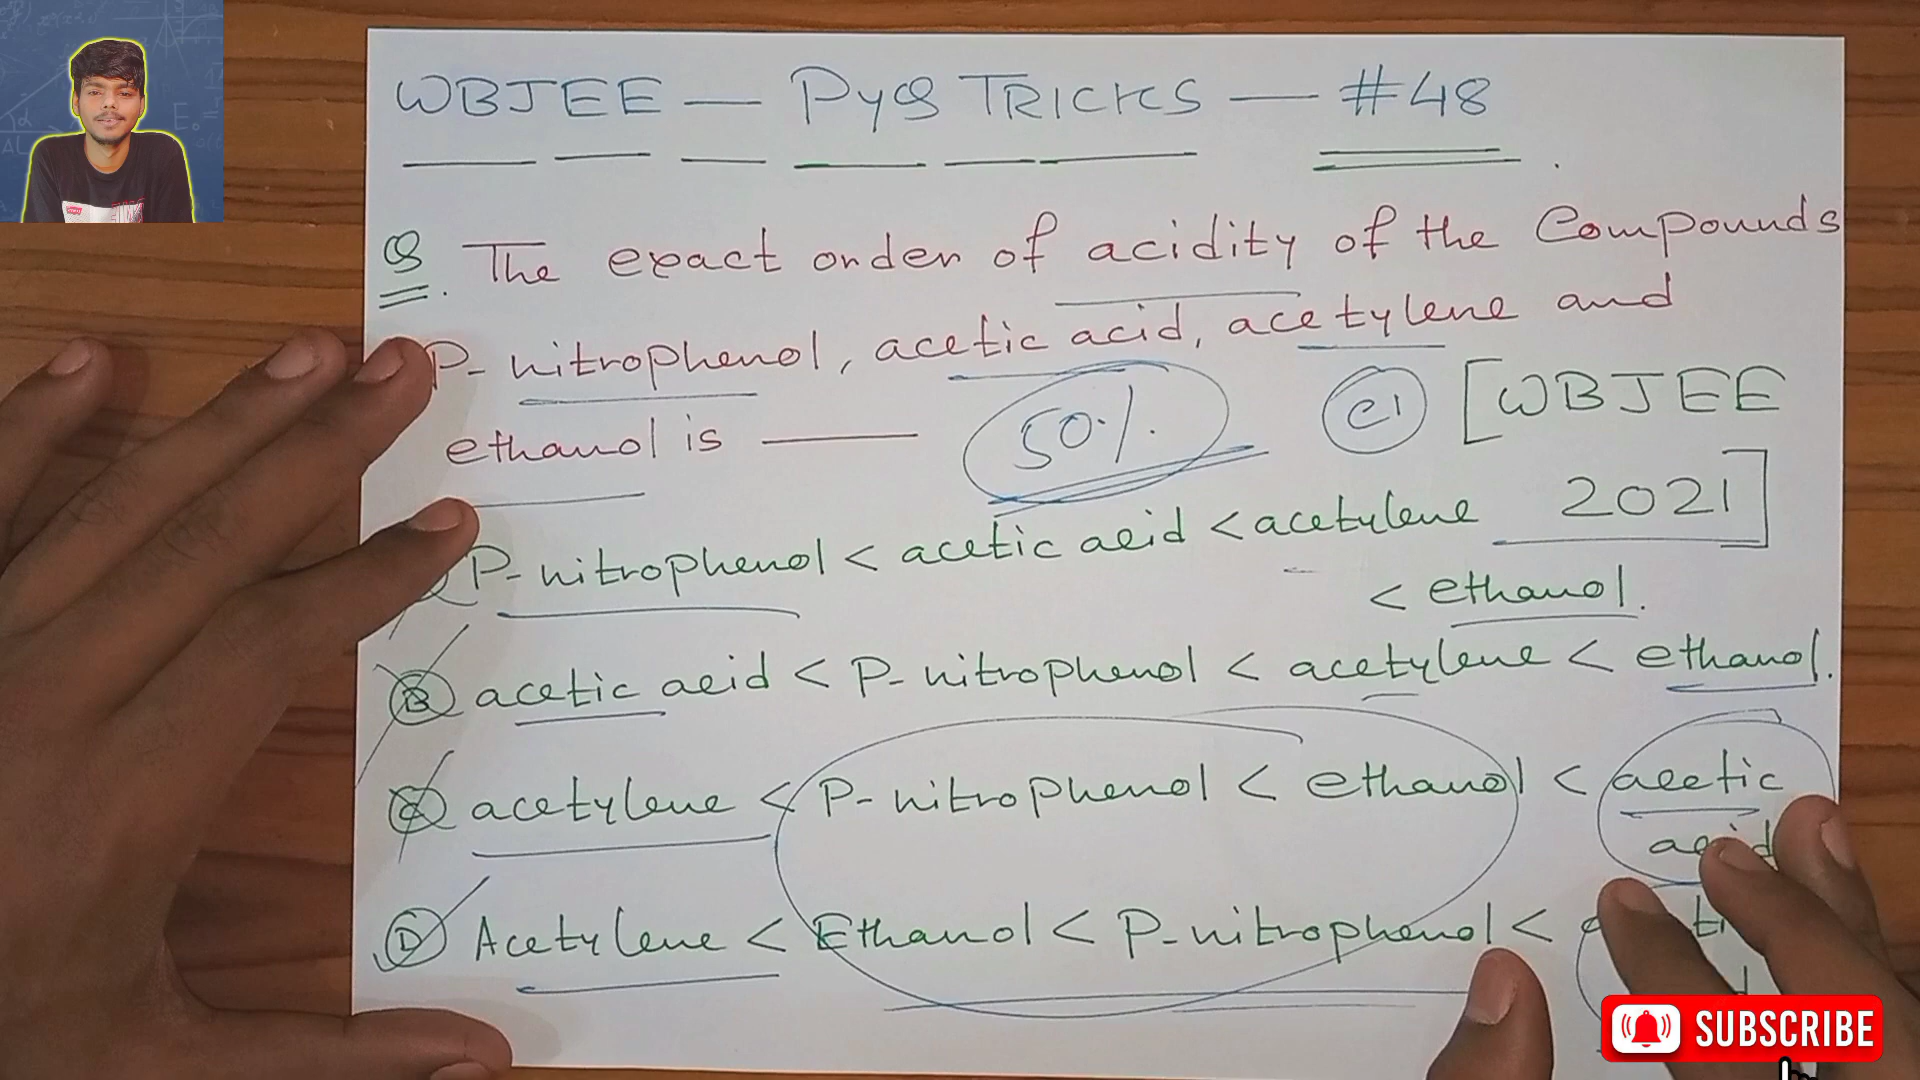 WBJEE — PYQ TRICKS — #48
Q. The exact order of acidity of the Compounds
P-nitrophenol, acetic acid, acetylene and
ethanol is ——
50%.
[WBJEE
2021]
P-nitrophenol < acetic acid < acetylene
< ethanol.
B acetic acid < P-nitrophenol < acetylene < ethanol.
C acetylene < P-nitrophenol < ethanol < acetic
acid
D Acetylene < Ethanol < P-nitrophenol <
SUBSCRIBE